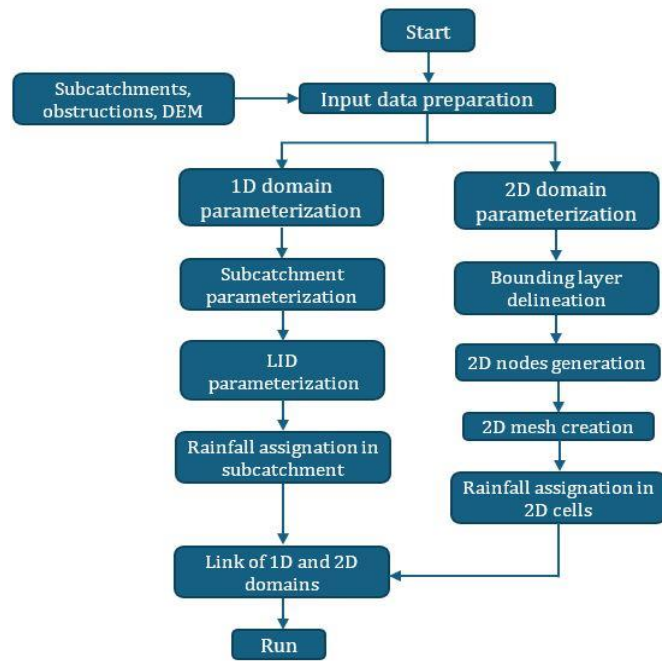 Start
Subcatchments,
obstructions, DEM
Input data preparation
1D domain
parameterization
2D domain
parameterization
Subcatchment
parameterization
Bounding layer
delineation
LID
parameterization
2D nodes generation
2D mesh creation
Rainfall assignation in
subcatchment
Rainfall assignation in
2D cells
Link of 1D and 2D
domains
Run